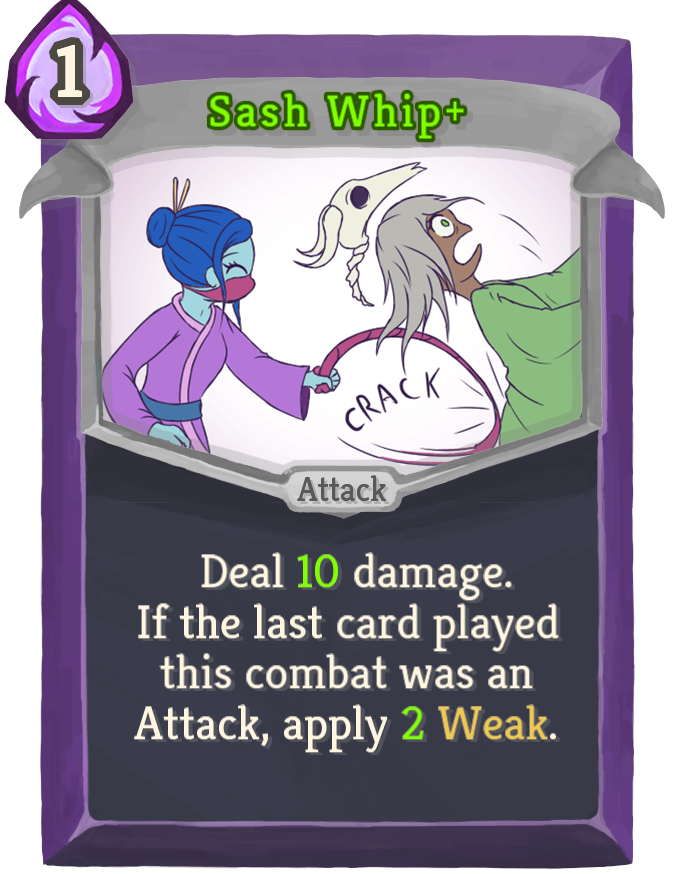 1
Sash Whip+
CRACK
Attack
Deal 10 damage.
If the last card played
this combat was an
Attack, apply 2 Weak.